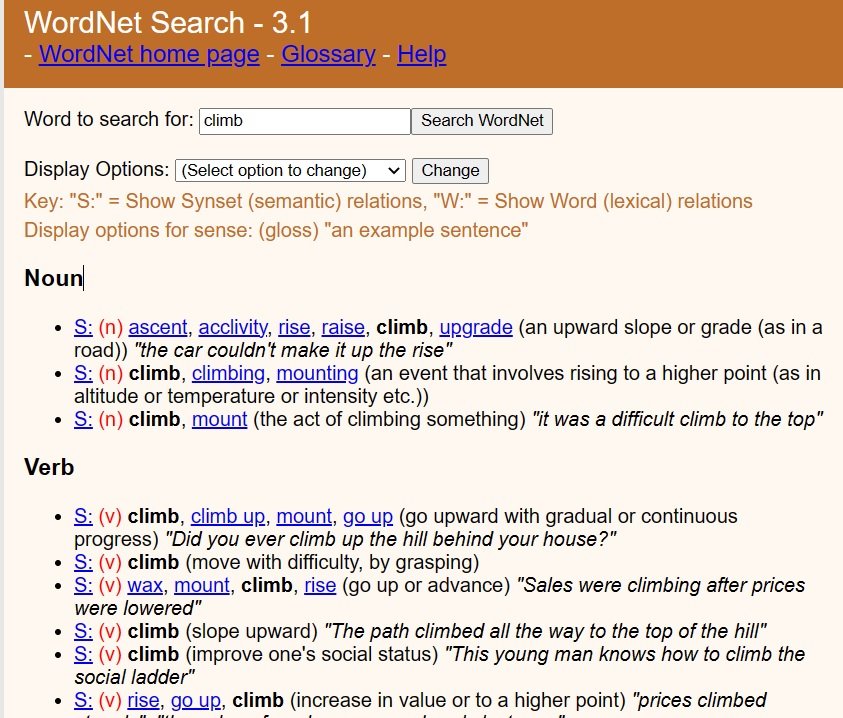 WordNet Search - 3.1
- WordNet home page - Glossary - Help
Word to search for: climb Search WordNet
Display Options: (Select option to change) Change
Key: "S:" = Show Synset (semantic) relations, "W:" = Show Word (lexical) relations
Display options for sense: (gloss) "an example sentence"
Noun
• S: (n) ascent, acclivity, rise, raise, climb, upgrade (an upward slope or grade (as in a
road)) "the car couldn't make it up the rise"
• S: (n) climb, climbing, mounting (an event that involves rising to a higher point (as in
altitude or temperature or intensity etc.))
• S: (n) climb, mount (the act of climbing something) "it was a difficult climb to the top"
Verb
• S: (v) climb, climb up, mount, go up (go upward with gradual or continuous
progress) "Did you ever climb up the hill behind your house?"
• S: (v) climb (move with difficulty, by grasping)
• S: (v) wax, mount, climb, rise (go up or advance) "Sales were climbing after prices
were lowered"
• S: (v) climb (slope upward) "The path climbed all the way to the top of the hill"
• S: (v) climb (improve one's social status) "This young man knows how to climb the
social ladder"
• S: (v) rise, go up, climb (increase in value or to a higher point) "prices climbed